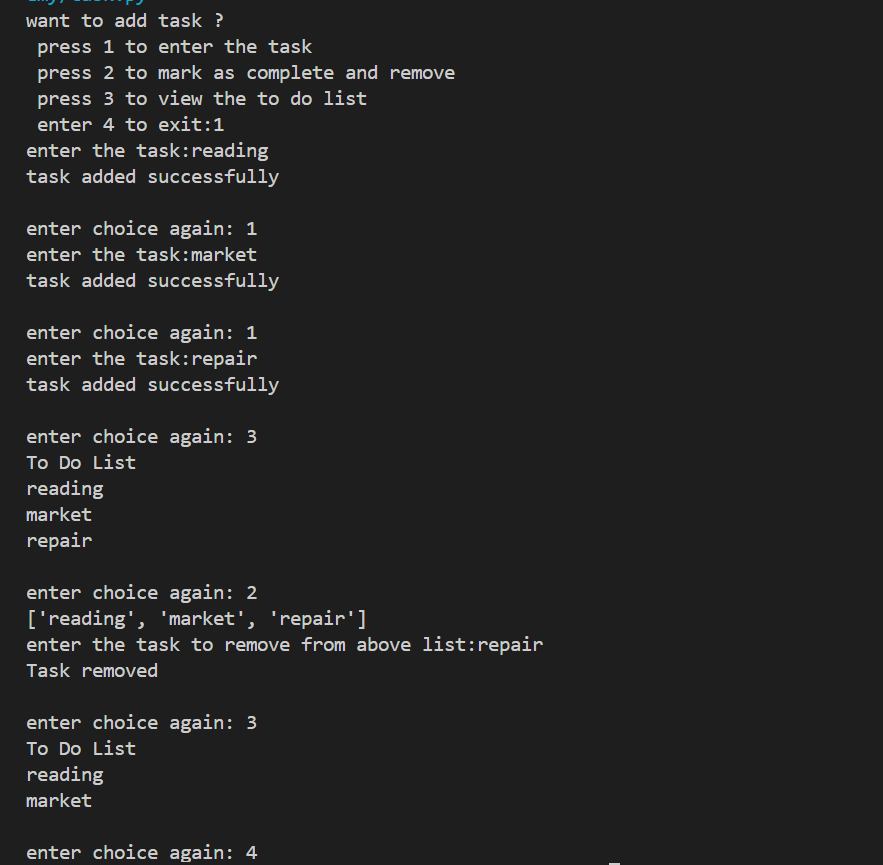 want to add task ?
 press 1 to enter the task
 press 2 to mark as complete and remove
 press 3 to view the to do list
 enter 4 to exit:1
enter the task:reading
task added successfully

enter choice again: 1
enter the task:market
task added successfully

enter choice again: 1
enter the task:repair
task added successfully

enter choice again: 3
To Do List
reading
market
repair

enter choice again: 2
['reading', 'market', 'repair']
enter the task to remove from above list:repair
Task removed

enter choice again: 3
To Do List
reading
market

enter choice again: 4